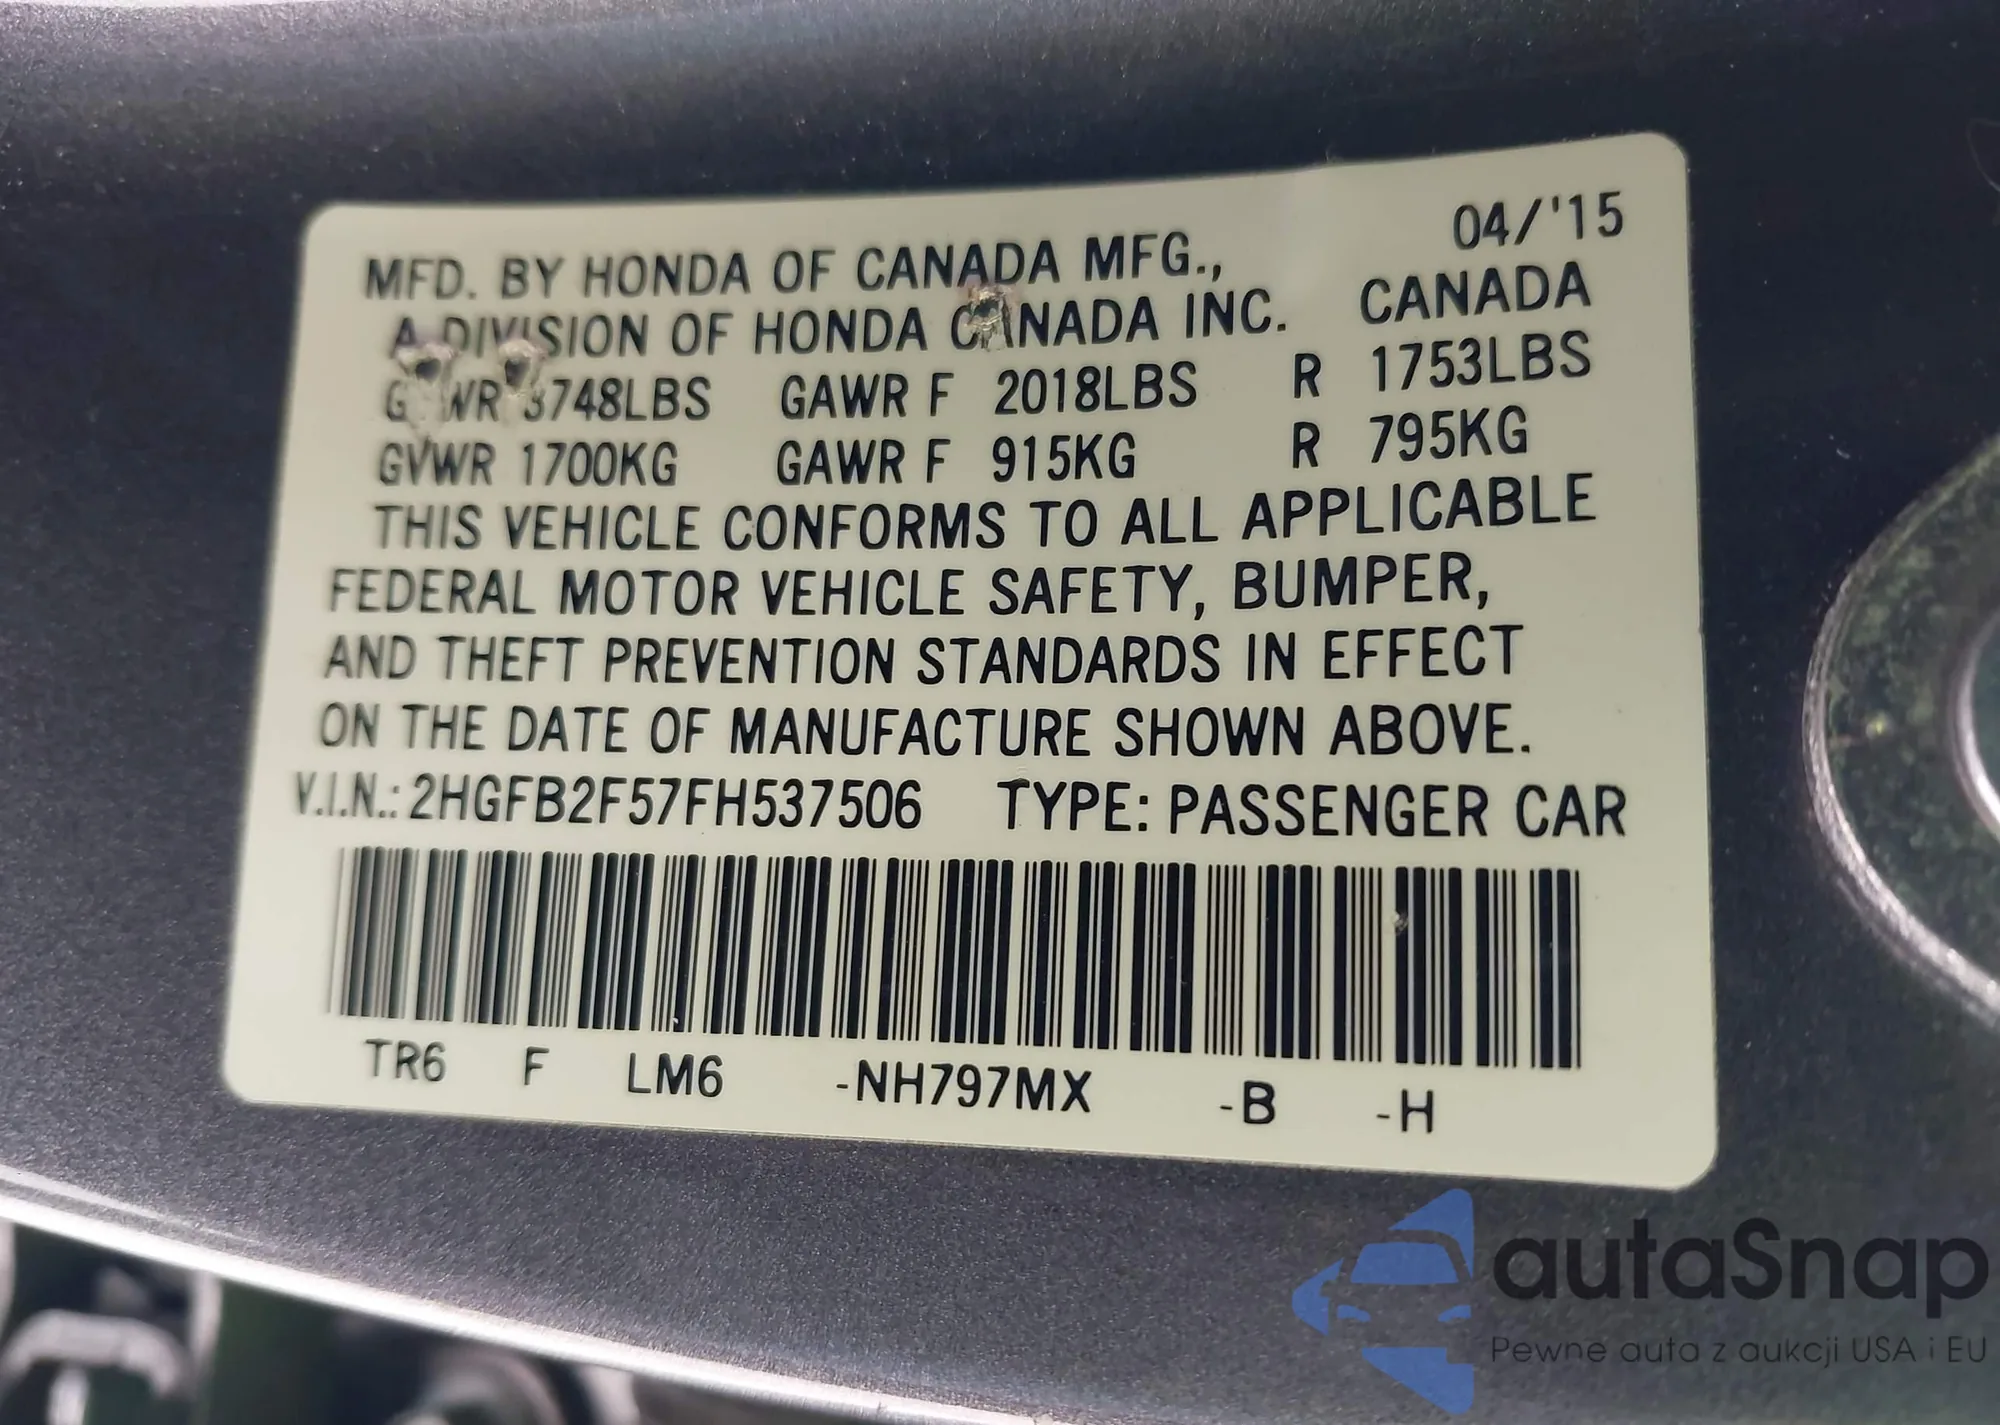 04/'15
MFD. BY HONDA OF CANADA MFG.,
A DIVISION OF HONDA CANADA INC. CANADA
GVWR 3748LBS GAWR F 2018LBS R 1753LBS
GVWR 1700KG GAWR F 915KG R 795KG
THIS VEHICLE CONFORMS TO ALL APPLICABLE
FEDERAL MOTOR VEHICLE SAFETY, BUMPER,
AND THEFT PREVENTION STANDARDS IN EFFECT
ON THE DATE OF MANUFACTURE SHOWN ABOVE.
V.I.N.: 2HGFB2F57FH537506 TYPE: PASSENGER CAR
TR6 F LM6 -NH797MX -B -H
autaSnap
Pewne auta z aukcji USA i EU